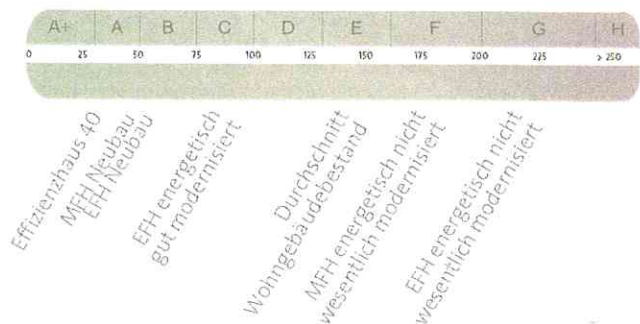 A+ A B C D E F G H
0 25 50 75 100 125 150 175 200 225 > 250
Effizienzhaus 40
MFH Neubau
EFH Neubau
EFH energetisch
gut modernisiert
Durchschnitt
Wohngebäudebestand
MFH energetisch nicht
wesentlich modernisiert
EFH energetisch nicht
wesentlich modernisiert